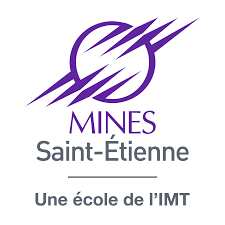 MINES
Saint-Étienne
Une école de l'IMT